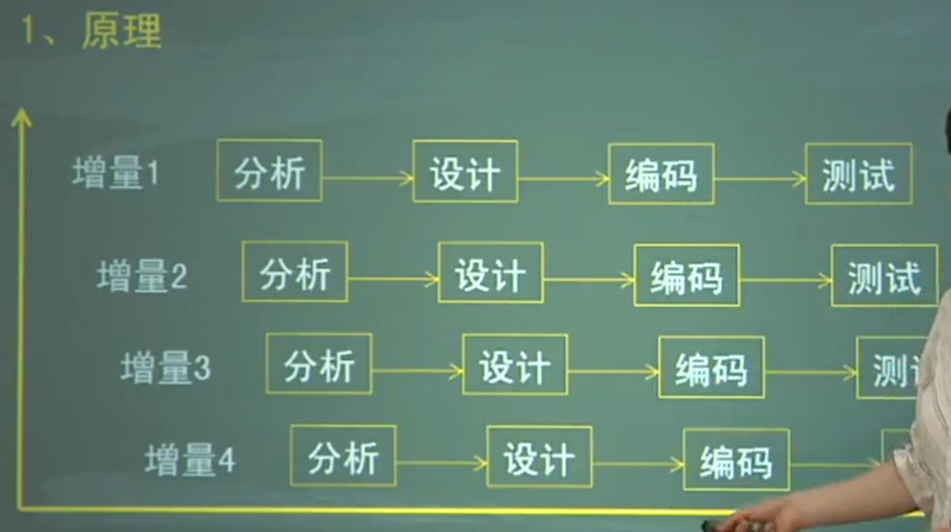 1、原理
增量1 分析 设计 编码 测试
增量2 分析 设计 编码 测试
增量3 分析 设计 编码 测
增量4 分析 设计 编码